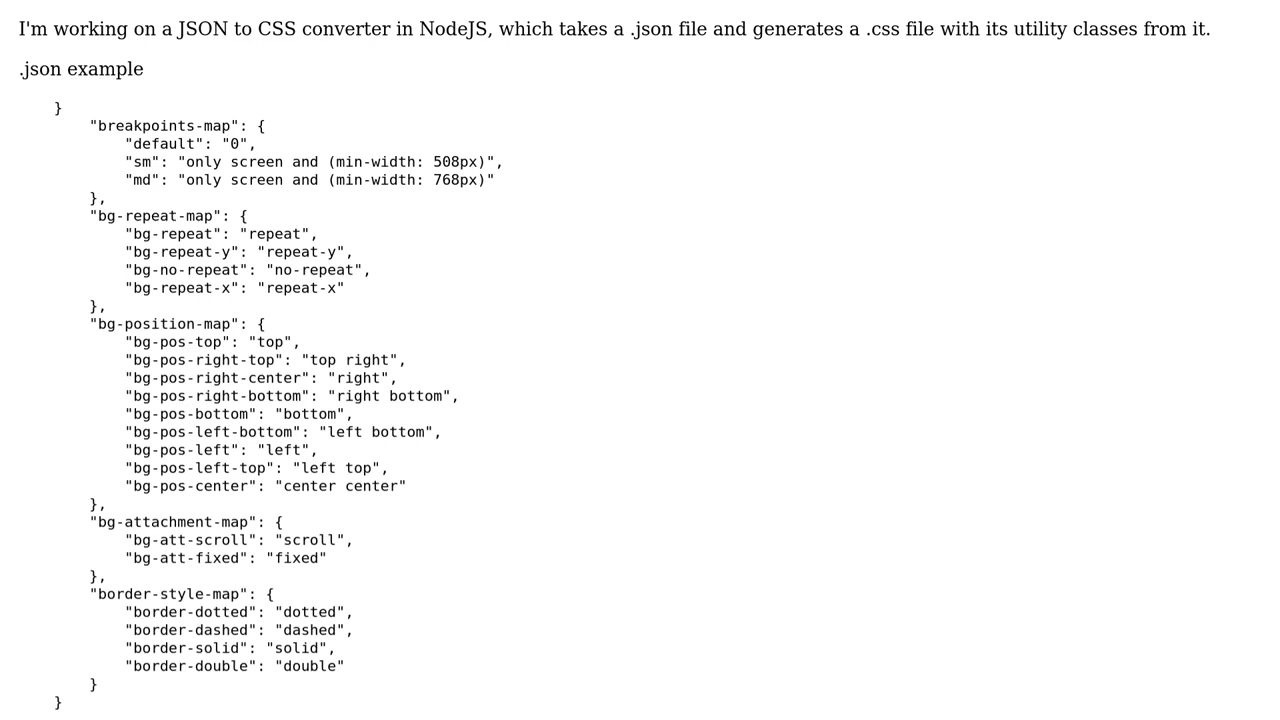 I'm working on a JSON to CSS converter in NodeJS, which takes a .json file and generates a .css file with its utility classes from it.
.json example
}
"breakpoints-map": {
"default": "0",
"sm": "only screen and (min-width: 508px)",
"md": "only screen and (min-width: 768px)"
},
"bg-repeat-map": {
"bg-repeat": "repeat",
"bg-repeat-y": "repeat-y",
"bg-no-repeat": "no-repeat",
"bg-repeat-x": "repeat-x"
},
"bg-position-map": {
"bg-pos-top": "top",
"bg-pos-right-top": "top right",
"bg-pos-right-center": "right",
"bg-pos-right-bottom": "right bottom",
"bg-pos-bottom": "bottom",
"bg-pos-left-bottom": "left bottom",
"bg-pos-left": "left",
"bg-pos-left-top": "left top",
"bg-pos-center": "center center"
},
"bg-attachment-map": {
"bg-att-scroll": "scroll",
"bg-att-fixed": "fixed"
},
"border-style-map": {
"border-dotted": "dotted",
"border-dashed": "dashed",
"border-solid": "solid",
"border-double": "double"
}
}